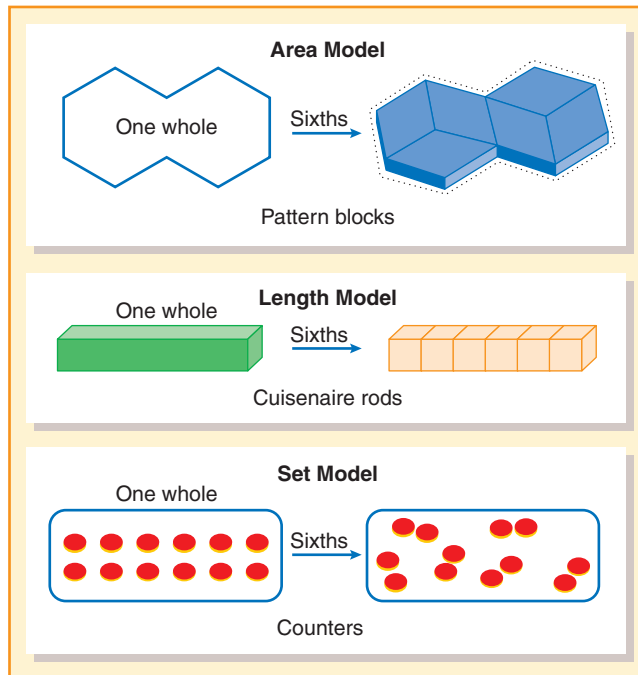 Area Model
One whole
Sixths
Pattern blocks
Length Model
One whole
Sixths
Cuisenaire rods
Set Model
One whole
Sixths
Counters